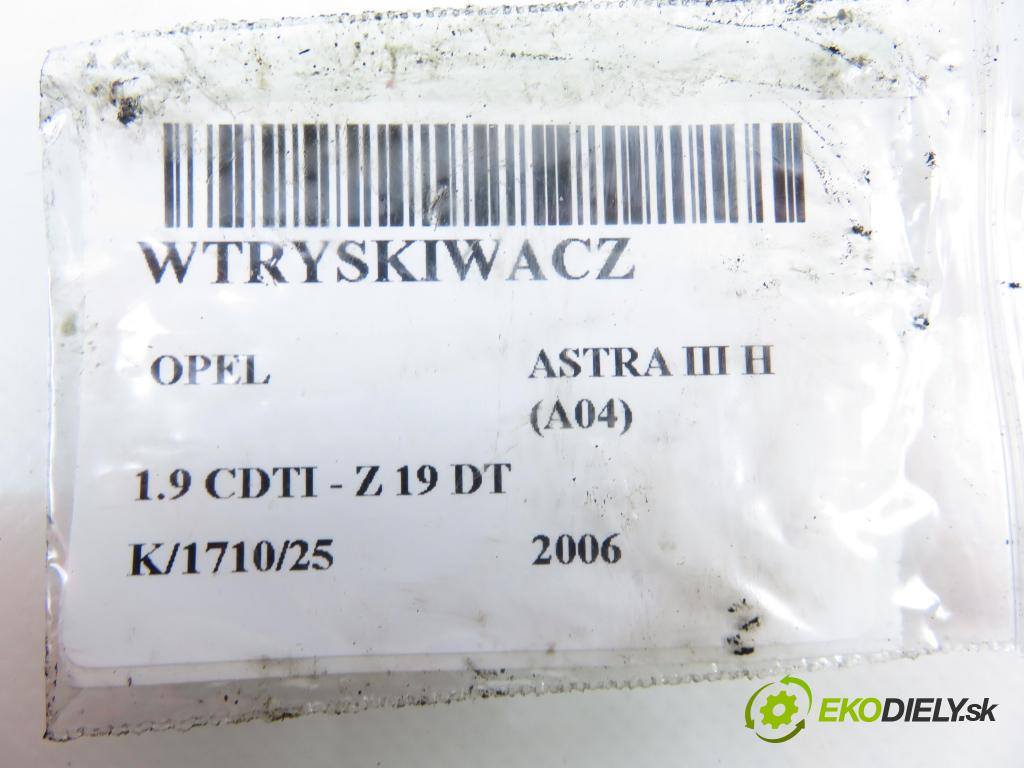 WTRYSKIWACZ
OPEL
ASTRA III H
(A04)
1.9 CDTI - Z 19 DT
K/1710/25
2006
EKODIELY.sk